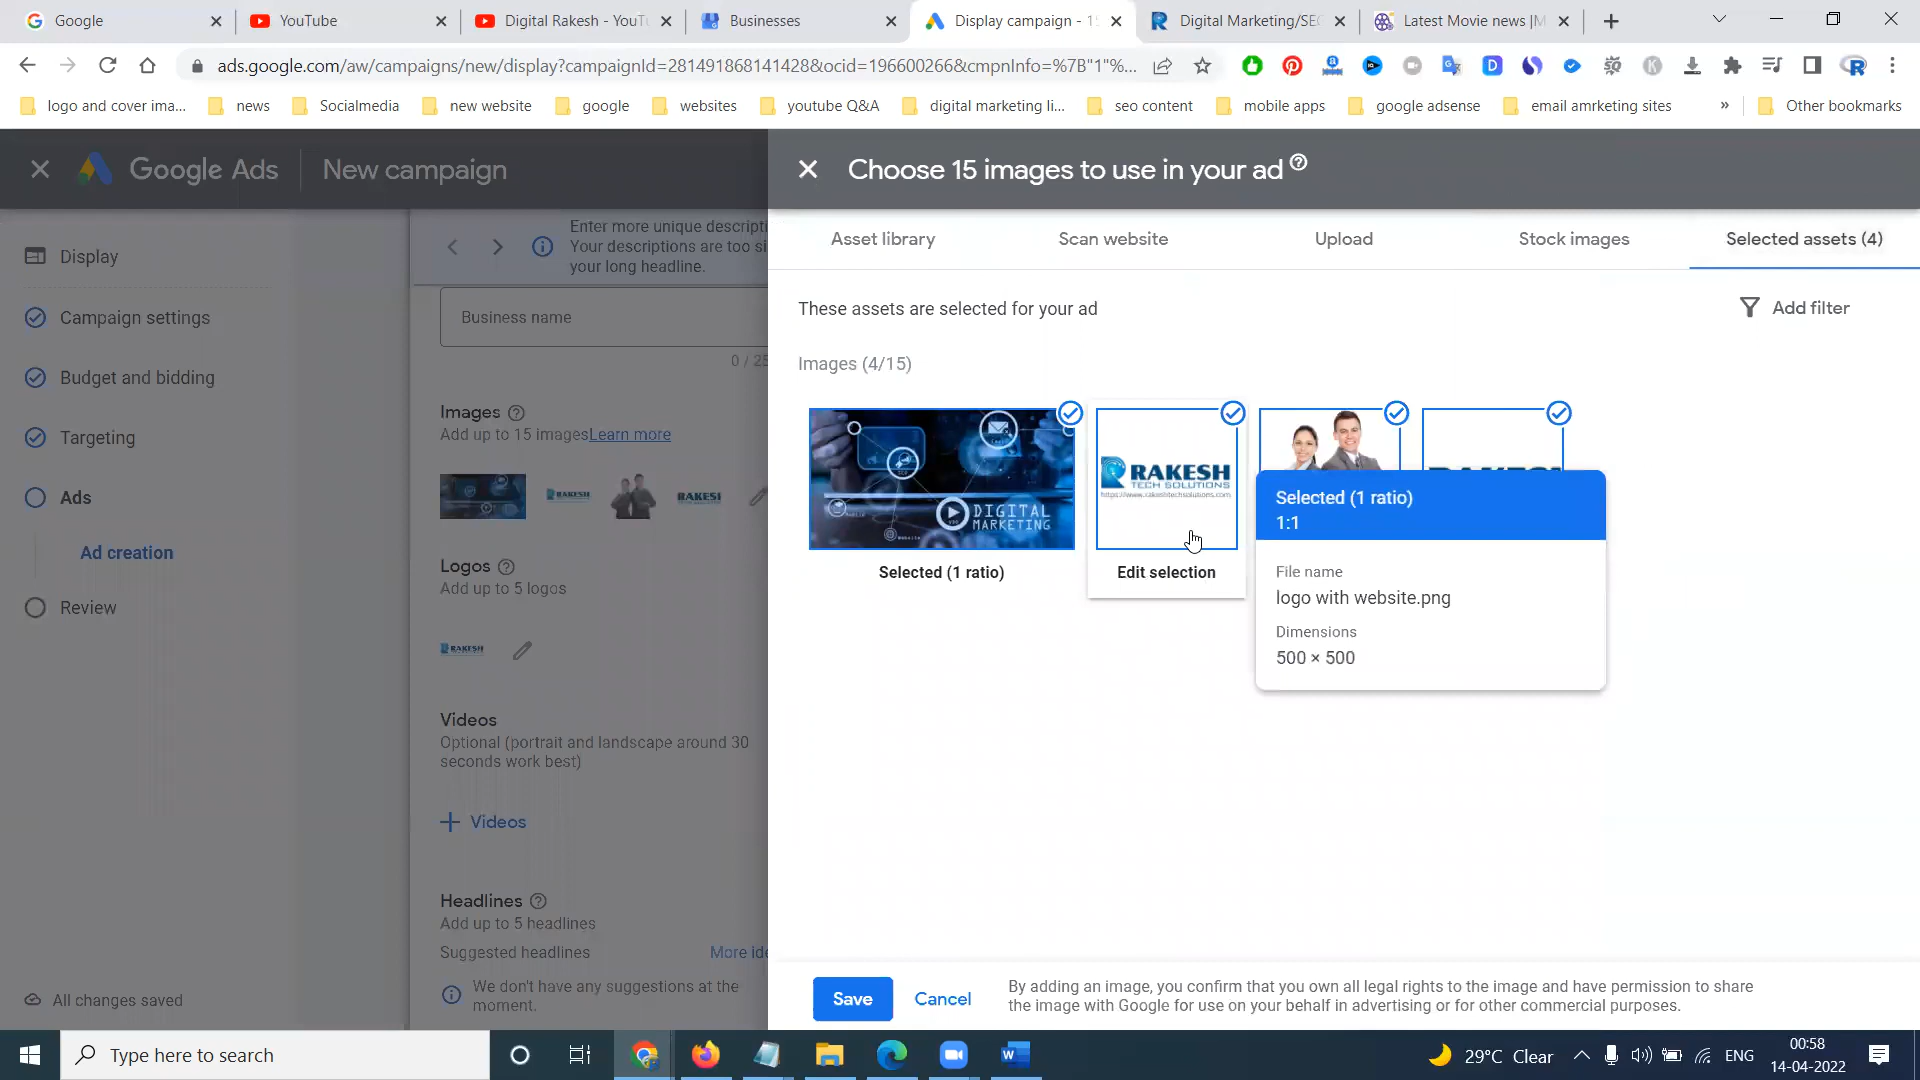 Google
YouTube
Digital Rakesh - YouT
Businesses
Display campaign - 1
Digital Marketing/SEO
Latest Movie news |M
ads.google.com/aw/campaigns/new/display?campaignId=281491868141428&ocid=196600266&cmpnInfo=%7B"1"%...
logo and cover ima...
news
Socialmedia
new website
google
websites
youtube Q&A
digital marketing li...
seo content
mobile apps
google adsense
email amrketing sites
»
Other bookmarks
Google Ads
New campaign
Choose 15 images to use in your ad
Display
Campaign settings
Budget and bidding
Targeting
Ads
Ad creation
Review
All changes saved
Enter more unique descripti
Your descriptions are too si
your long headline.
Business name
0 / 25
Images
Add up to 15 imagesLearn more
RAKESH
RAKESH
Logos
Add up to 5 logos
RAKESH
Videos
Optional (portrait and landscape around 30
seconds work best)
Videos
Headlines
Add up to 5 headlines
Suggested headlines
More ide
We don't have any suggestions at the
moment.
Asset library
Scan website
Upload
Stock images
Selected assets (4)
These assets are selected for your ad
Add filter
Images (4/15)
DIGITAL
MARKETING
Selected (1 ratio)
RAKESH
TECH SOLUTIONS
https://www.rakeshtechsolutions.com
Edit selection
Selected (1 ratio)
1:1
File name
logo with website.png
Dimensions
500 × 500
Save
Cancel
By adding an image, you confirm that you own all legal rights to the image and have permission to share
the image with Google for use on your behalf in advertising or for other commercial purposes.
Type here to search
29°C Clear
ENG
00:58
14-04-2022